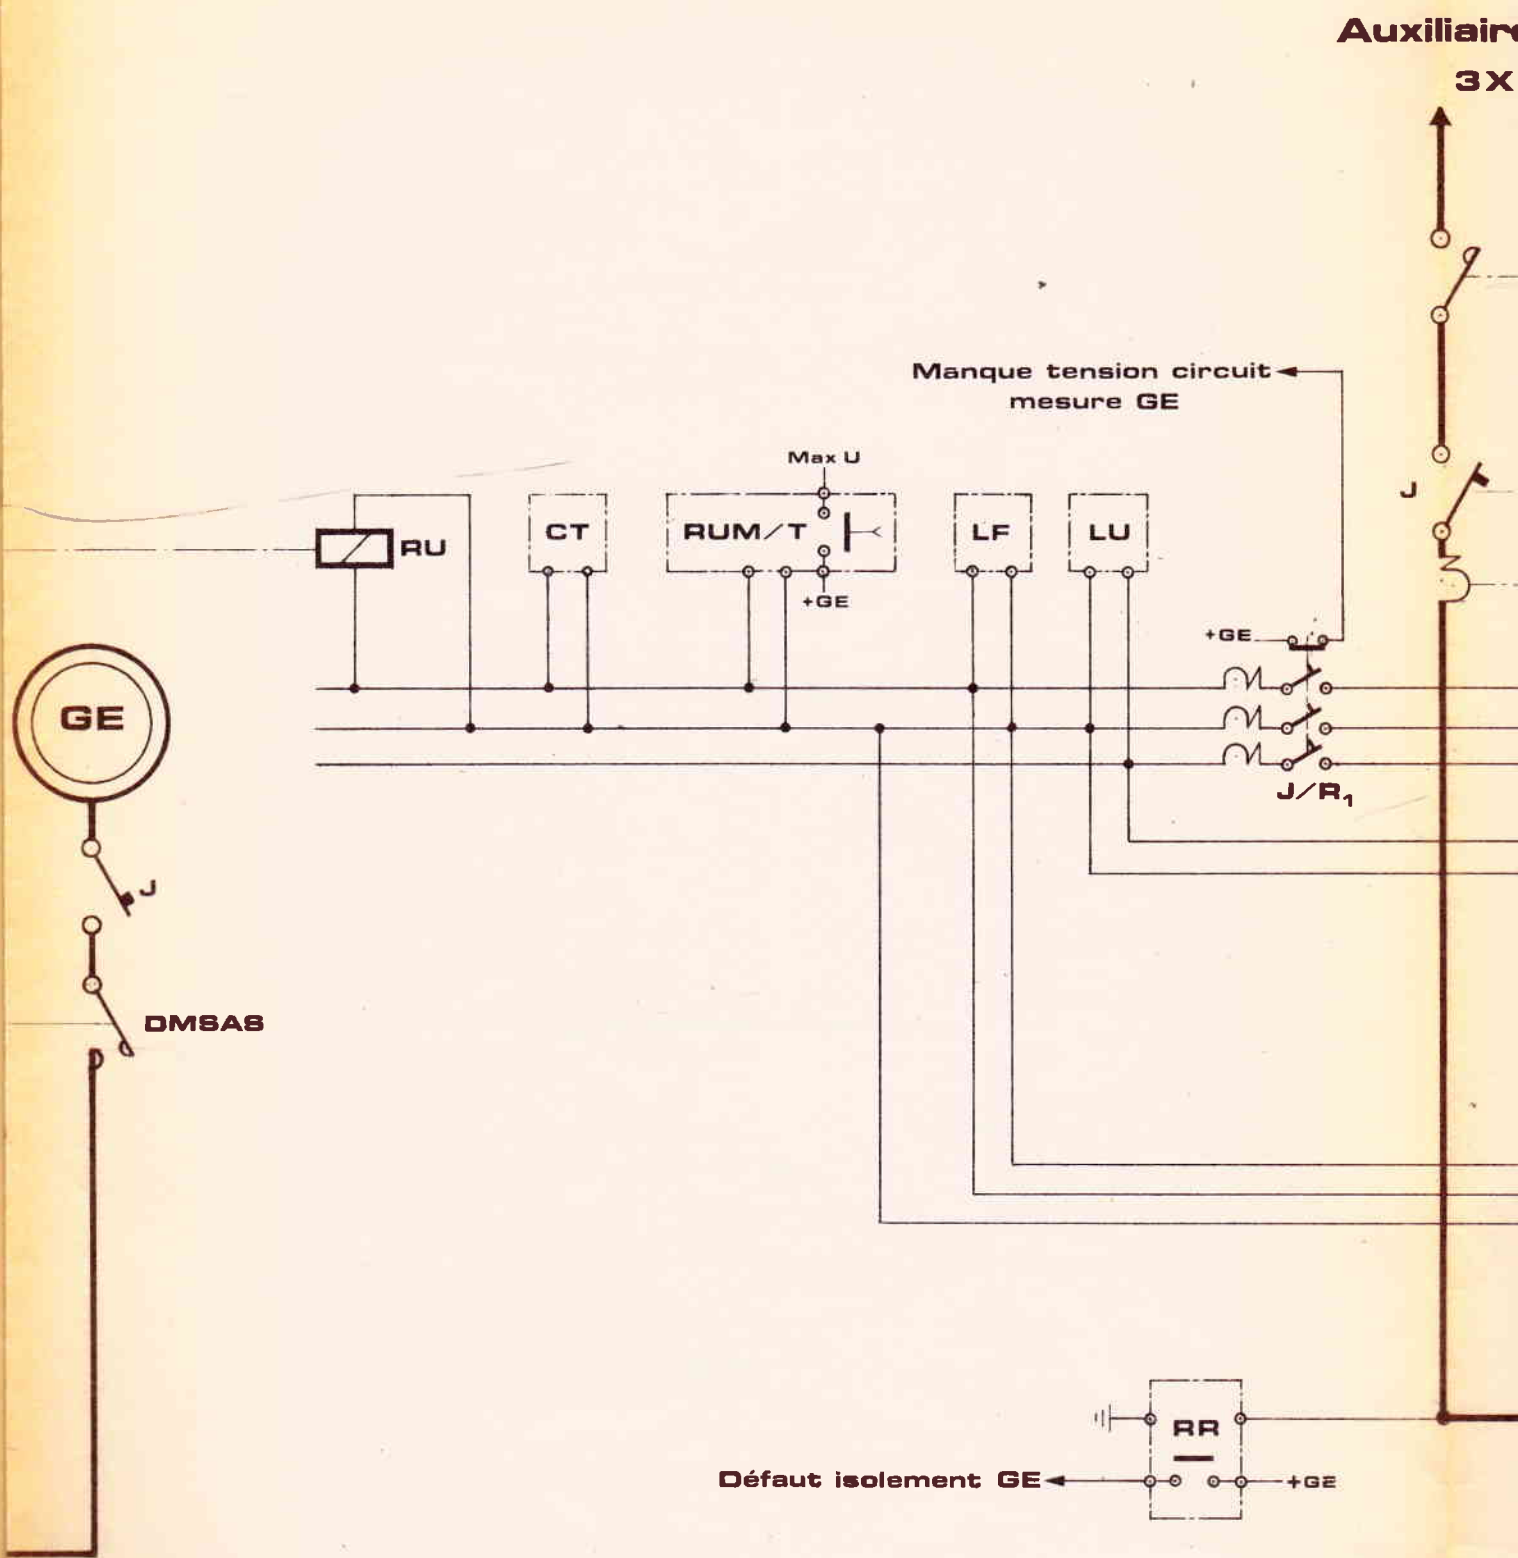 Auxiliaire
3X
Manque tension circuit
mesure GE
Max U
J
RU
CT
RUM/T
LF
LU
+GE
+GE
GE
J/R1
J
DMSAS
RR
Défaut isolement GE
+GE